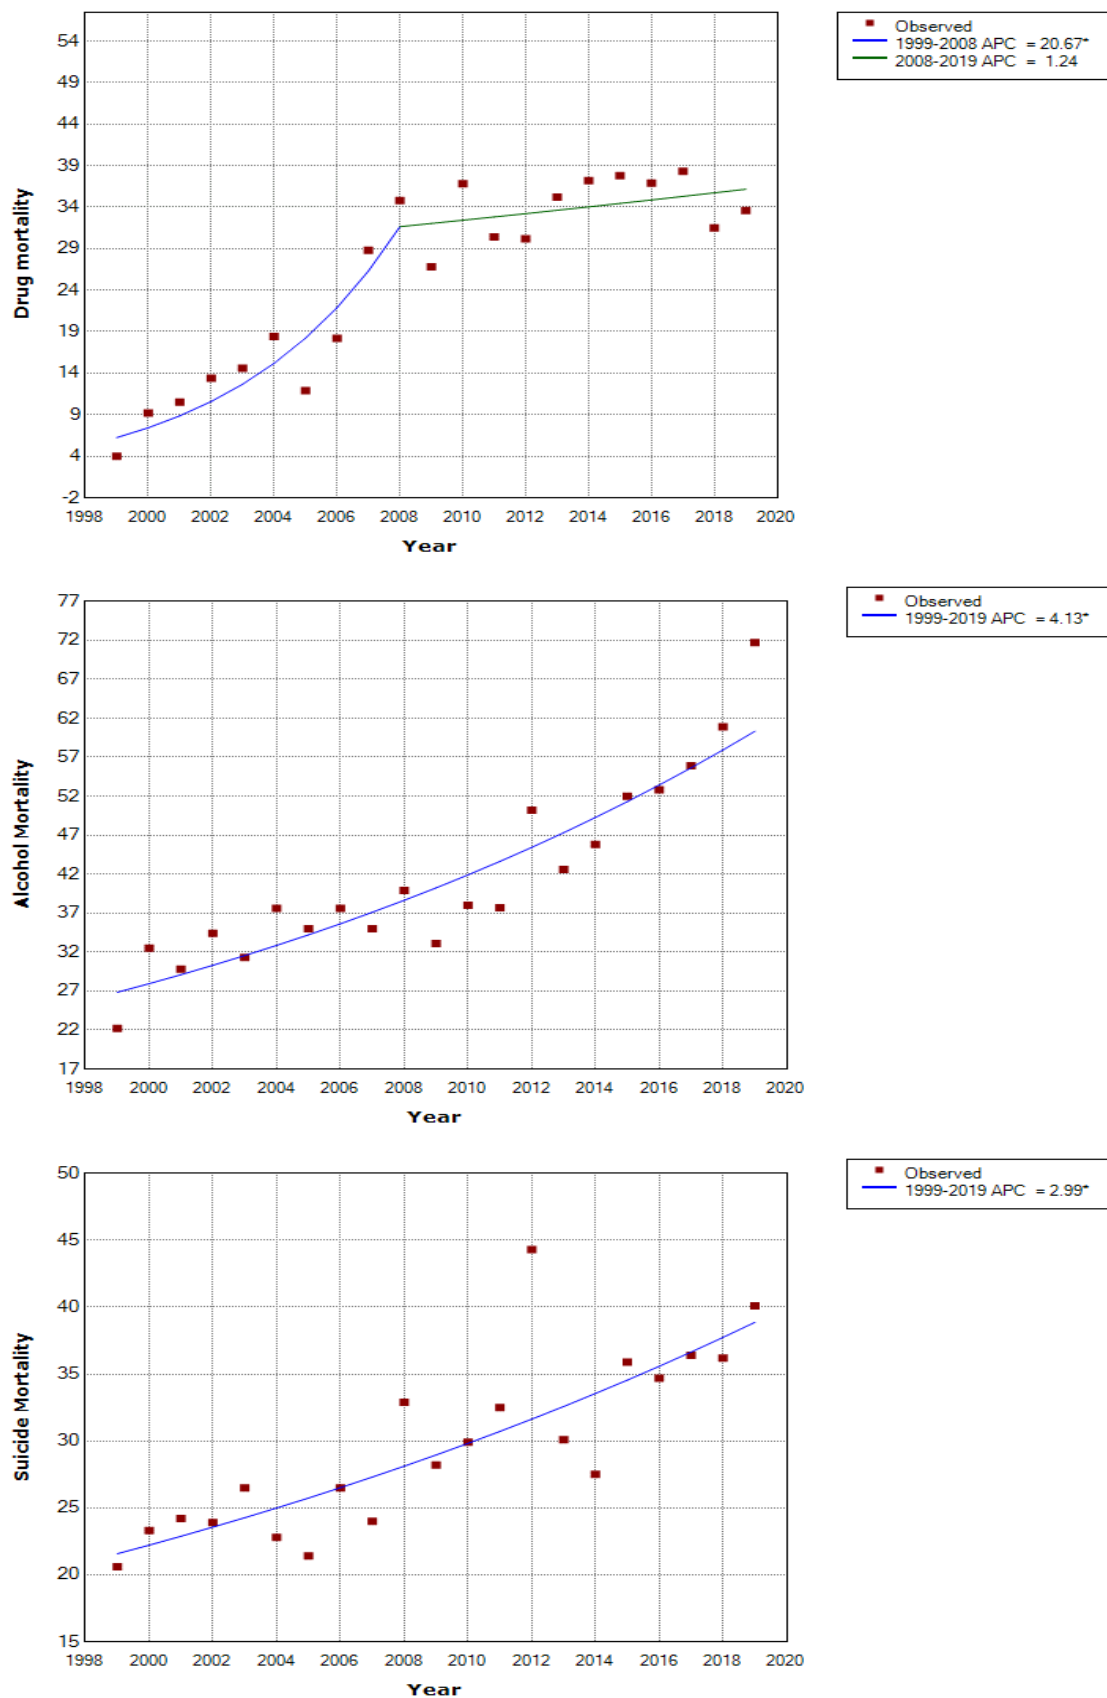 Observed
1999-2008 APC = 20.67*
2008-2019 APC = 1.24
54
49
44
39
34
29
24
19
14
9
4
-2
Drug mortality
1998 2000 2002 2004 2006 2008 2010 2012 2014 2016 2018 2020
Year
Observed
1999-2019 APC = 4.13*
77
72
67
62
57
52
47
42
37
32
27
22
17
Alcohol Mortality
1998 2000 2002 2004 2006 2008 2010 2012 2014 2016 2018 2020
Year
Observed
1999-2019 APC = 2.99*
50
45
40
35
30
25
20
15
Suicide Mortality
1998 2000 2002 2004 2006 2008 2010 2012 2014 2016 2018 2020
Year